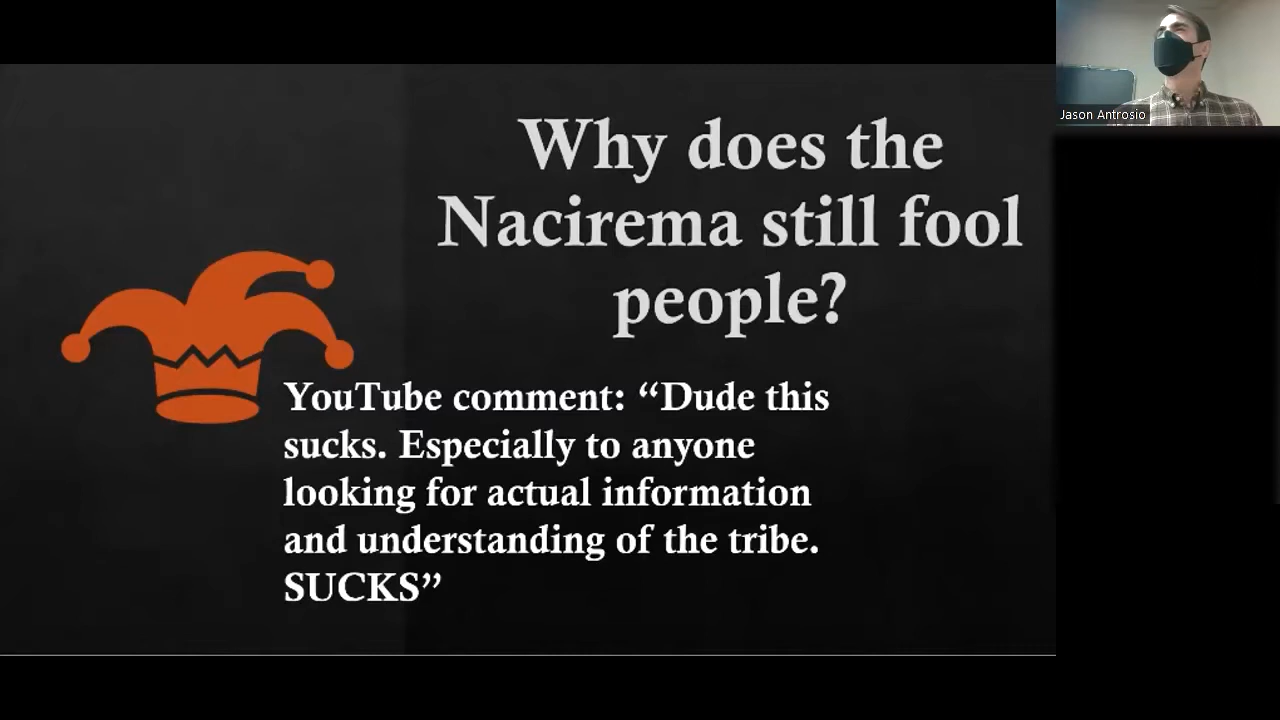 Why does the
Nacirema still fool
people?
YouTube comment: “Dude this
sucks. Especially to anyone
looking for actual information
and understanding of the tribe.
SUCKS”
Jason Antrosio